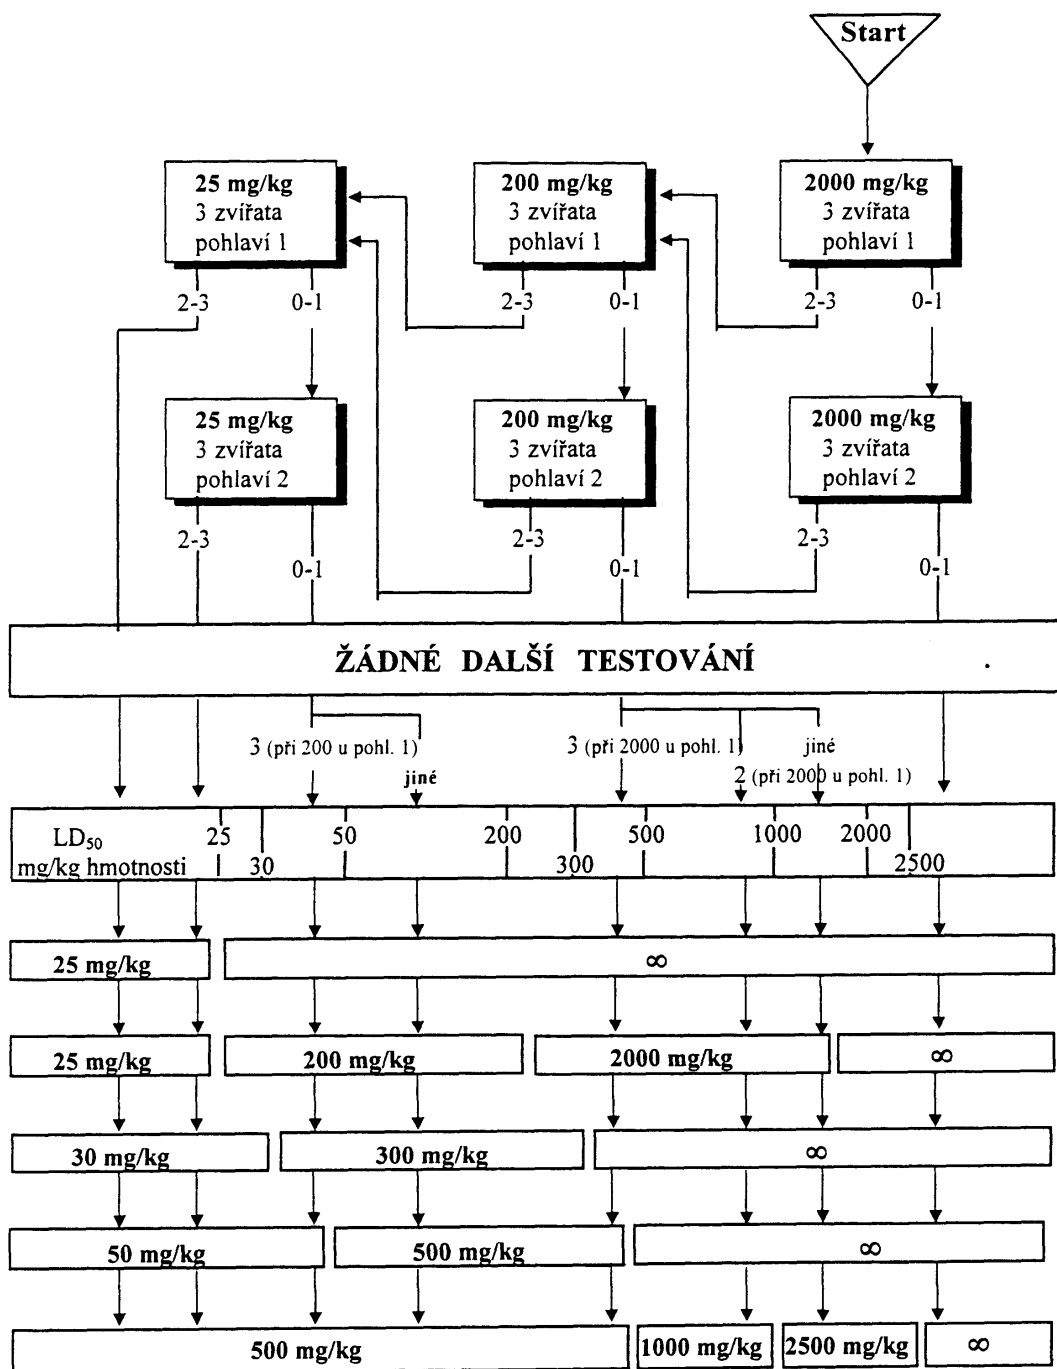 Start
25 mg/kg
3 zvířata
pohlaví 1
200 mg/kg
3 zvířata
pohlaví 1
2000 mg/kg
3 zvířata
pohlaví 1
2-3
0-1
2-3
0-1
2-3
0-1
25 mg/kg
3 zvířata
pohlaví 2
200 mg/kg
3 zvířata
pohlaví 2
2000 mg/kg
3 zvířata
pohlaví 2
2-3
0-1
2-3
0-1
2-3
0-1
ŽÁDNÉ DALŠÍ TESTOVÁNÍ
3 (při 200 u pohl. 1)
jiné
3 (při 2000 u pohl. 1)
jiné
2 (při 2000 u pohl. 1)
LD₅₀ 25 50 200 500 1000 2000
mg/kg hmotnosti 30 300 2500
25 mg/kg ∞
25 mg/kg 200 mg/kg 2000 mg/kg ∞
30 mg/kg 300 mg/kg ∞
50 mg/kg 500 mg/kg ∞
500 mg/kg 1000 mg/kg 2500 mg/kg ∞